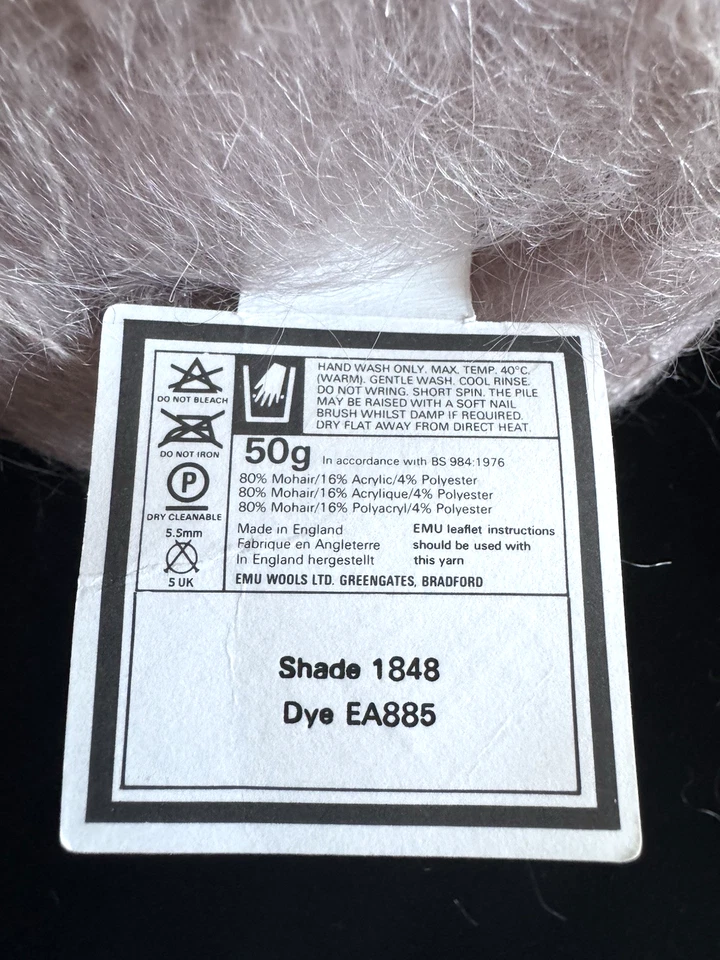 DO NOT BLEACH
DO NOT IRON
P
DRY CLEANABLE
5.5mm
5 UK
HAND WASH ONLY. MAX. TEMP. 40°C.
(WARM). GENTLE WASH. COOL RINSE.
DO NOT WRING. SHORT SPIN. THE PILE
MAY BE RAISED WITH A SOFT NAIL
BRUSH WHILST DAMP IF REQUIRED.
DRY FLAT AWAY FROM DIRECT HEAT.
50g In accordance with BS 984:1976
80% Mohair/16% Acrylic/4% Polyester
80% Mohair/16% Acrylique/4% Polyester
80% Mohair/16% Polyacryl/4% Polyester
Made in England
Fabrique en Angleterre
In England hergestellt
EMU leaflet instructions
should be used with
this yarn
EMU WOOLS LTD. GREENGATES, BRADFORD
Shade 1848
Dye EA885